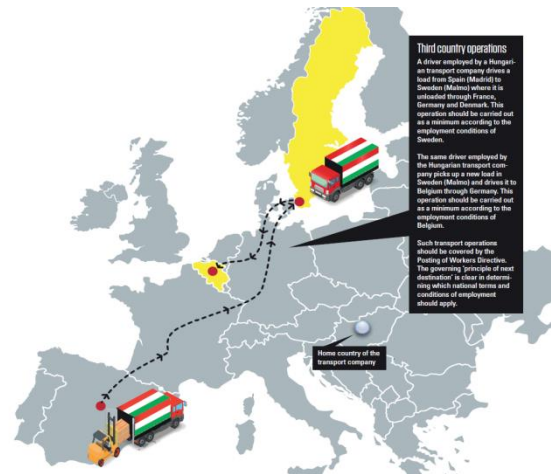 Third country operations
A driver employed by a Hungari-
an transport company drives a
load from Spain (Madrid) to
Sweden (Malmo) where it is
unloaded through France,
Germany and Denmark. This
operation should be carried out
as a minimum according to the
employment conditions of
Sweden.
The same driver employed by
the Hungarian transport com-
pany picks up a new load in
Sweden (Malmo) and drives it to
Belgium through Germany. This
operation should be carried out
as a minimum according to the
employment conditions of
Belgium.
Such transport operations
should be covered by the
Posting of Workers Directive.
The governing 'principle of next
destination' is clear in determi-
ning which national terms and
conditions of employment
should apply.
Home country of the
transport company